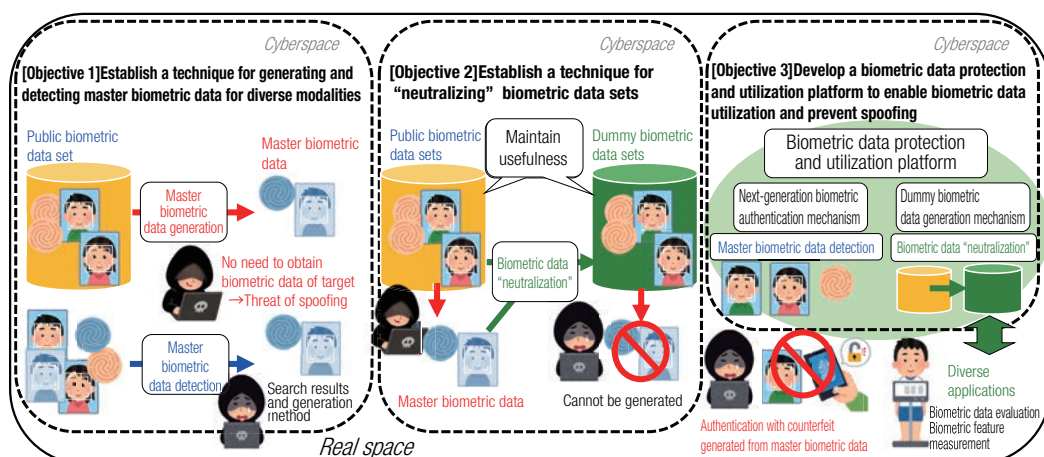 Cyberspace
[Objective 1]Establish a technique for generating and
detecting master biometric data for diverse modalities
Public biometric
data set
Master biometric
data
Master
biometric
data generation
No need to obtain
biometric data of target
→Threat of spoofing
Master
biometric
data detection
Search results
and generation
method
Cyberspace
[Objective 2]Establish a technique for
“neutralizing” biometric data sets
Public biometric
data sets
Maintain
usefulness
Dummy biometric
data sets
Biometric data
“neutralization”
Master biometric data
Cannot be generated
Cyberspace
[Objective 3]Develop a biometric data protection
and utilization platform to enable biometric data
utilization and prevent spoofing
Biometric data protection
and utilization platform
Next-generation biometric
authentication mechanism
Dummy biometric
data generation mechanism
Master biometric data detection
Biometric data “neutralization”
Authentication with counterfeit
generated from master biometric data
Diverse
applications
Biometric data evaluation
Biometric feature
measurement
Real space